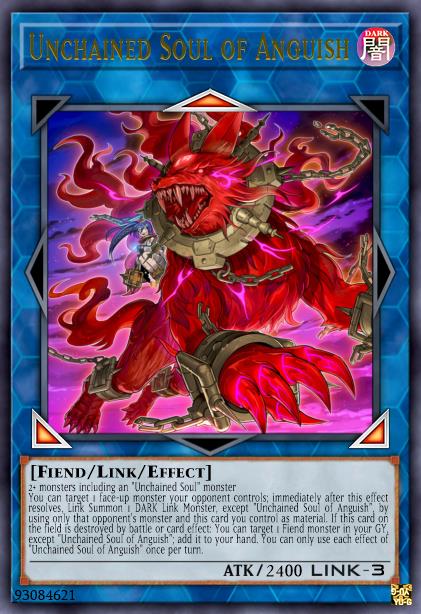 Unchained Soul of Anguish
DARK
闇
[Fiend/Link/Effect]
2+ monsters including an "Unchained Soul" monster
You can target 1 face-up monster your opponent controls; immediately after this effect
resolves, Link Summon 1 DARK Link Monster, except "Unchained Soul of Anguish", by
using only that opponent's monster and this card you control as material. If this card on
the field is destroyed by battle or card effect: You can target 1 Fiend monster in your GY,
except "Unchained Soul of Anguish"; add it to your hand. You can only use each effect of
"Unchained Soul of Anguish" once per turn.
ATK/2400 LINK-3
93084621